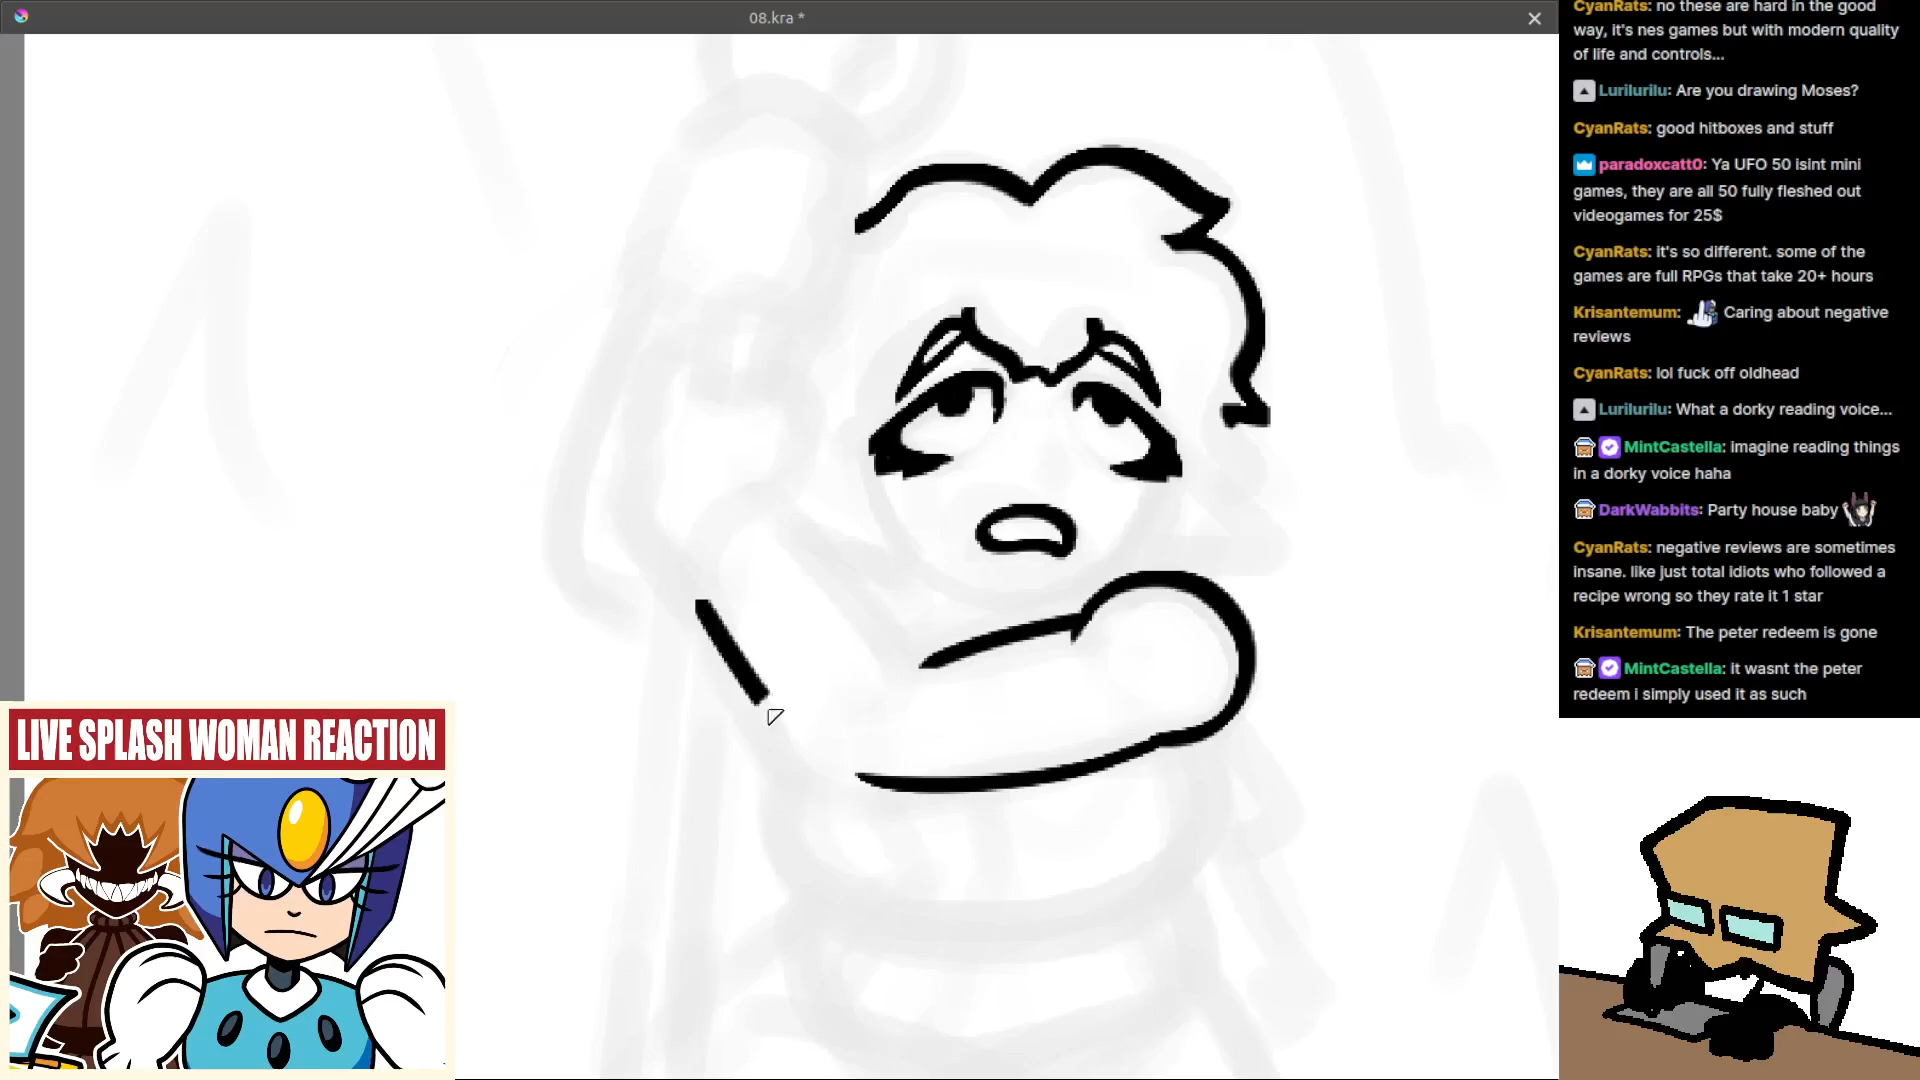 08.kra *
CyanRats: no these are hard in the good
way, it's nes games but with modern quality
of life and controls...
Lurilurilu: Are you drawing Moses?
CyanRats: good hitboxes and stuff
paradoxcatt0: Ya UFO 50 isint mini
games, they are all 50 fully fleshed out
videogames for 25$
CyanRats: it's so different. some of the
games are full RPGs that take 20+ hours
Krisantemum: Caring about negative
reviews
CyanRats: lol fuck off oldhead
Lurilurilu: What a dorky reading voice...
MintCastella: imagine reading things
in a dorky voice haha
DarkWabbits: Party house baby
CyanRats: negative reviews are sometimes
insane. like just total idiots who followed a
recipe wrong so they rate it 1 star
Krisantemum: The peter redeem is gone
MintCastella: it wasnt the peter
redeem i simply used it as such
LIVE SPLASH WOMAN REACTION